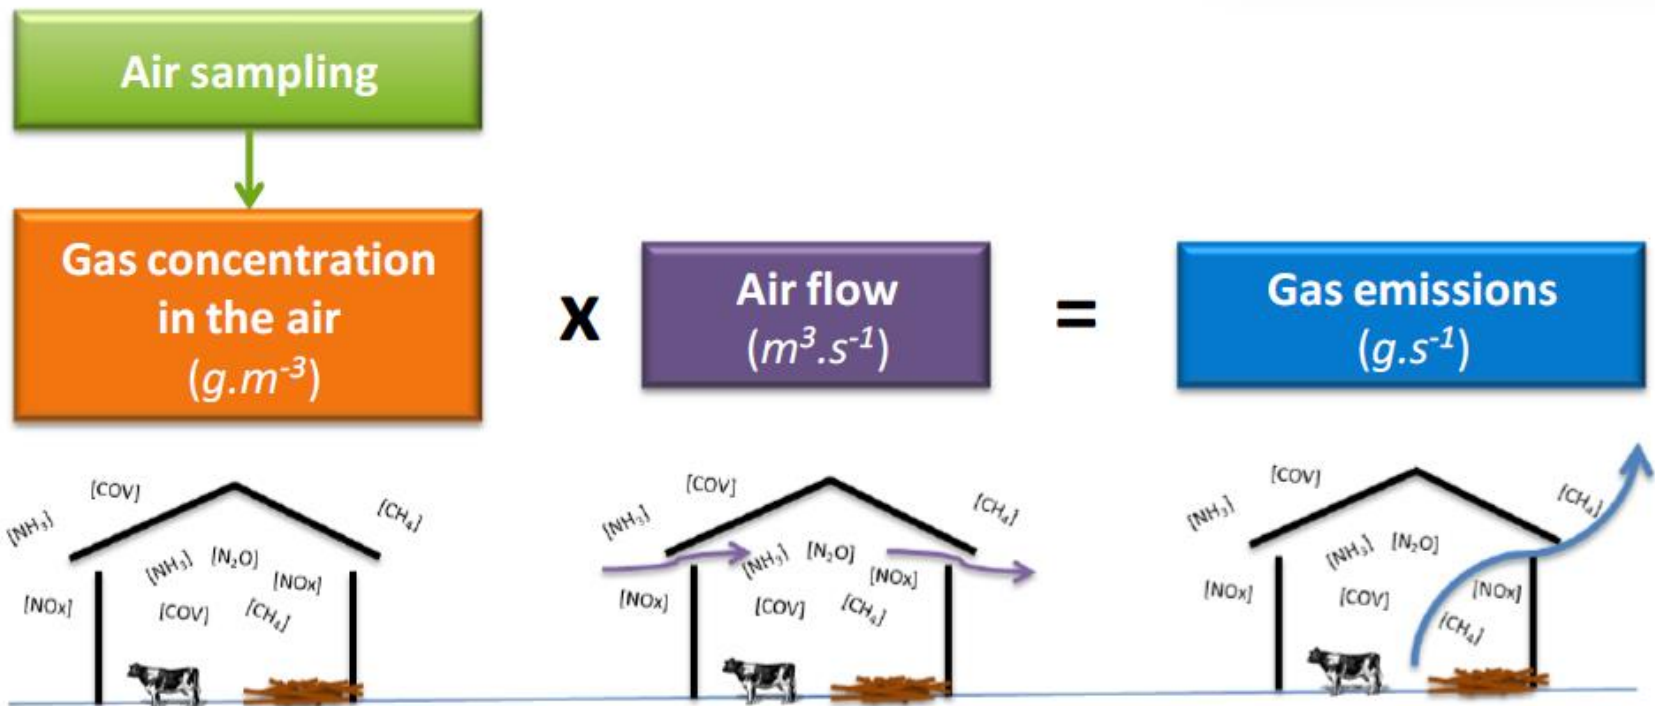 Air sampling
Gas concentration
in the air
(g.m⁻³)
x
Air flow
(m³.s⁻¹)
=
Gas emissions
(g.s⁻¹)
[COV]
[NH₃]
[CH₄]
[NH₃]
[N₂O]
[NOx]
[NOx]
[COV]
[CH₄]
[COV]
[NH₃]
[CH₄]
[NH₃]
[N₂O]
[NOx]
[NOx]
[COV]
[CH₄]
[COV]
[NH₃]
[CH₄]
[NH₃]
[N₂O]
[NOx]
[NOx]
[COV]
[CH₄]